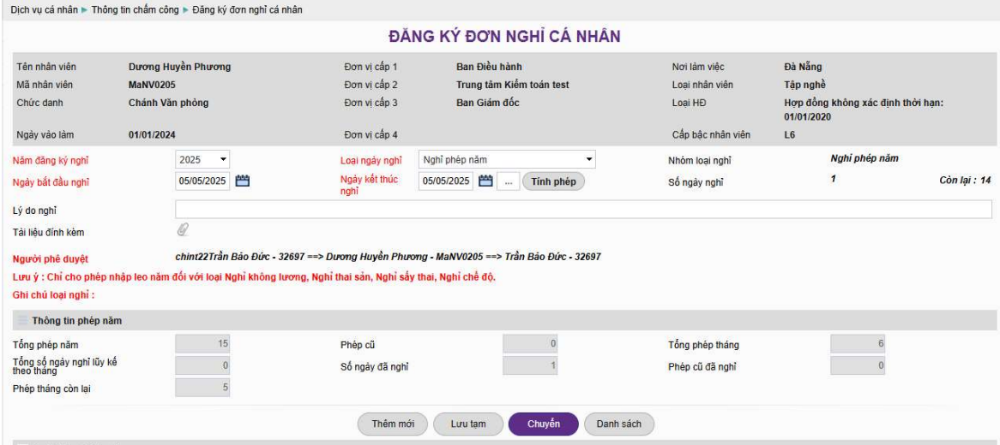 Dịch vụ cá nhân ► Thông tin chấm công ► Đăng ký đơn nghỉ cá nhân
ĐĂNG KÝ ĐƠN NGHỈ CÁ NHÂN
Tên nhân viên Dương Huyền Phương Đơn vị cấp 1 Ban Điều hành Nơi làm việc Đà Nẵng
Mã nhân viên MaNV0205 Đơn vị cấp 2 Trung tâm Kiểm toán test Loại nhân viên Tập nghề
Chức danh Chánh Văn phòng Đơn vị cấp 3 Ban Giám đốc Loại HĐ Hợp đồng không xác định thời hạn:
01/01/2020
Ngày vào làm 01/01/2024 Đơn vị cấp 4 Cấp bậc nhân viên L6
Năm đăng ký nghỉ 2025 Loại ngày nghỉ Nghỉ phép năm Nhóm loại nghỉ Nghỉ phép năm
Ngày bắt đầu nghỉ 05/05/2025 Ngày kết thúc nghỉ 05/05/2025 ... Tính phép Số ngày nghỉ 1 Còn lại : 14
Lý do nghỉ
Tài liệu đính kèm
Người phê duyệt chint22Trần Bảo Đức - 32697 ==> Dương Huyền Phương - MaNV0205 ==> Trần Bảo Đức - 32697
Lưu ý : Chỉ cho phép nhập leo năm đối với loại Nghỉ không lương, Nghỉ thai sản, Nghỉ sẩy thai, Nghỉ chế độ.
Ghi chú loại nghỉ :
Thông tin phép năm
Tổng phép năm 15 Phép cũ 0 Tổng phép tháng 6
Tổng số ngày nghỉ lũy kế theo tháng 0 Số ngày đã nghỉ 1 Phép cũ đã nghỉ 0
Phép tháng còn lại 5
Thêm mới Lưu tạm Chuyển Danh sách